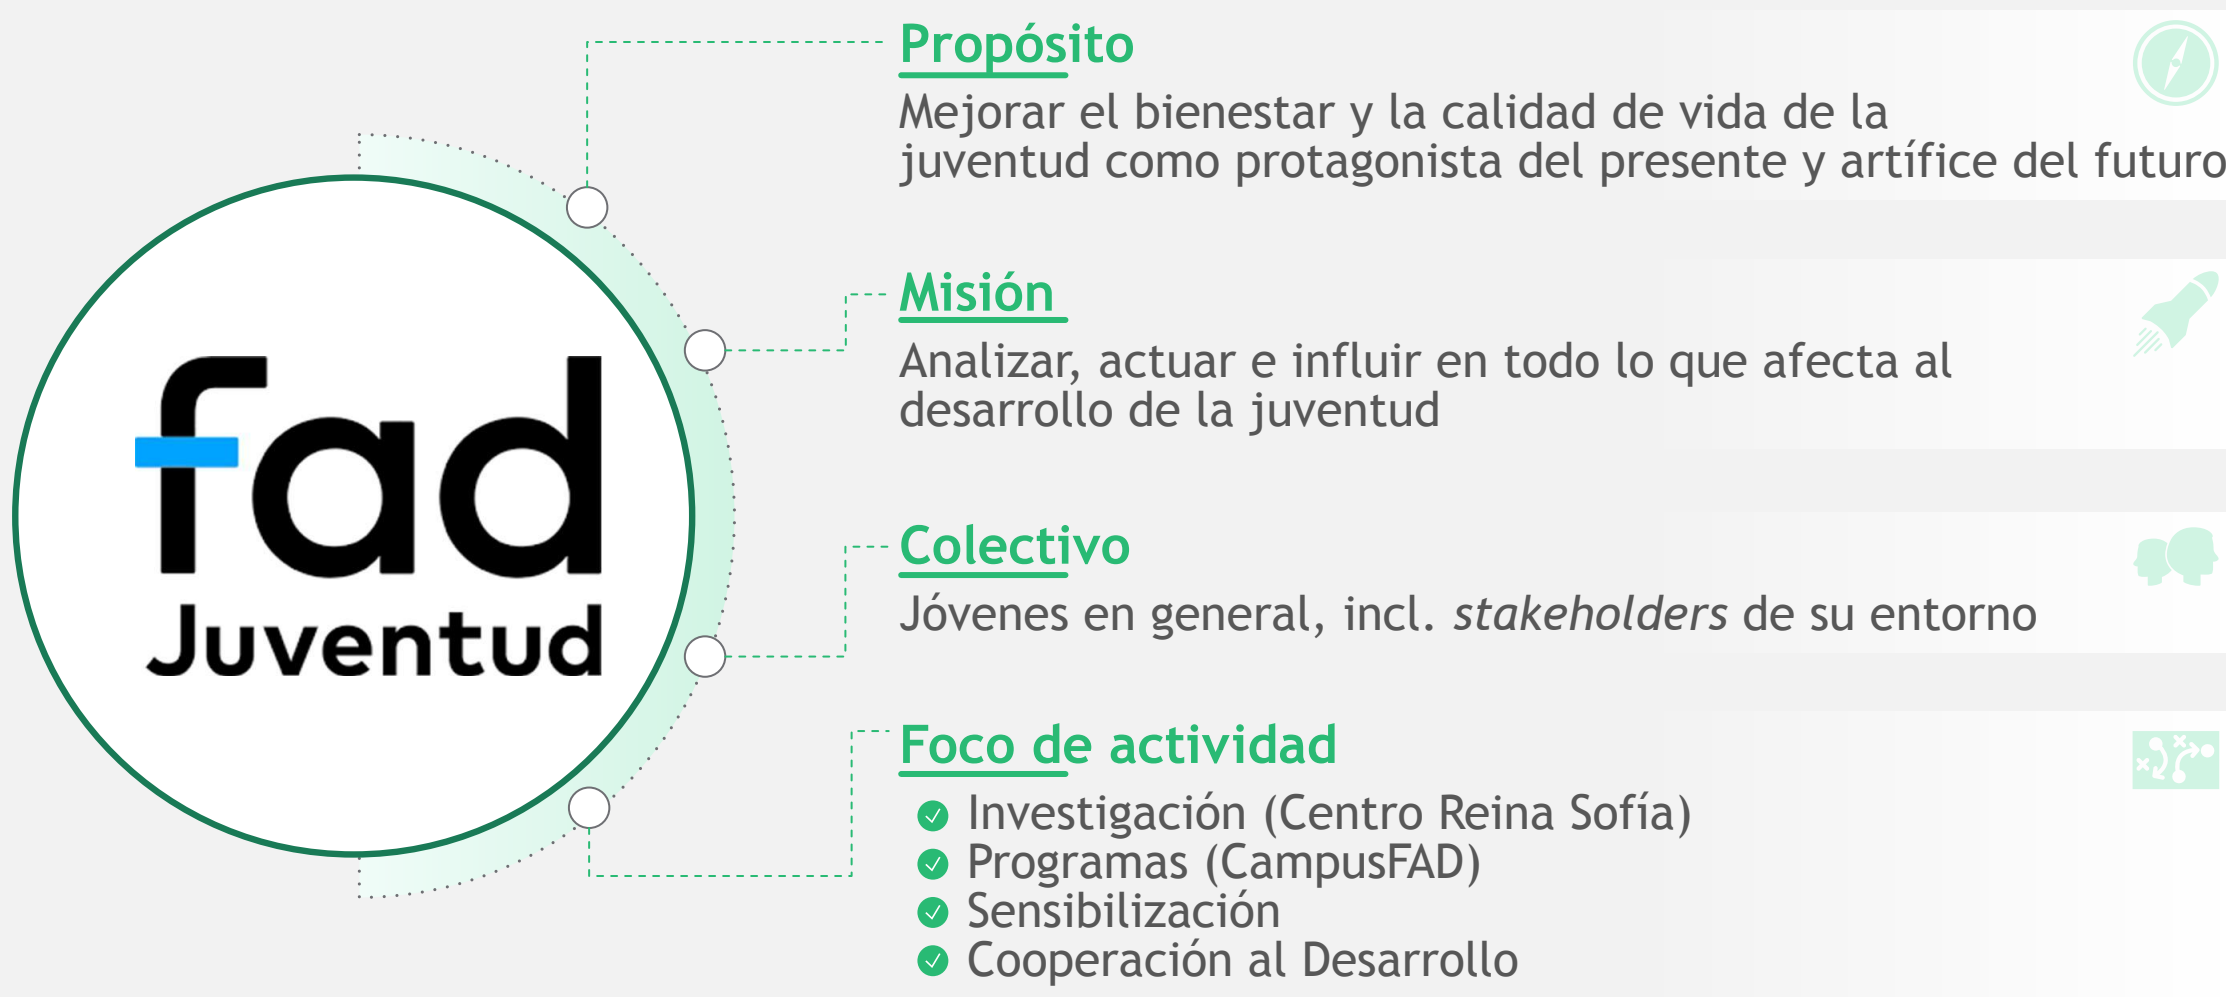 fad
Juventud
Propósito
Mejorar el bienestar y la calidad de vida de la
juventud como protagonista del presente y artífice del futuro
Misión
Analizar, actuar e influir en todo lo que afecta al
desarrollo de la juventud
Colectivo
Jóvenes en general, incl. stakeholders de su entorno
Foco de actividad
Investigación (Centro Reina Sofía)
Programas (CampusFAD)
Sensibilización
Cooperación al Desarrollo